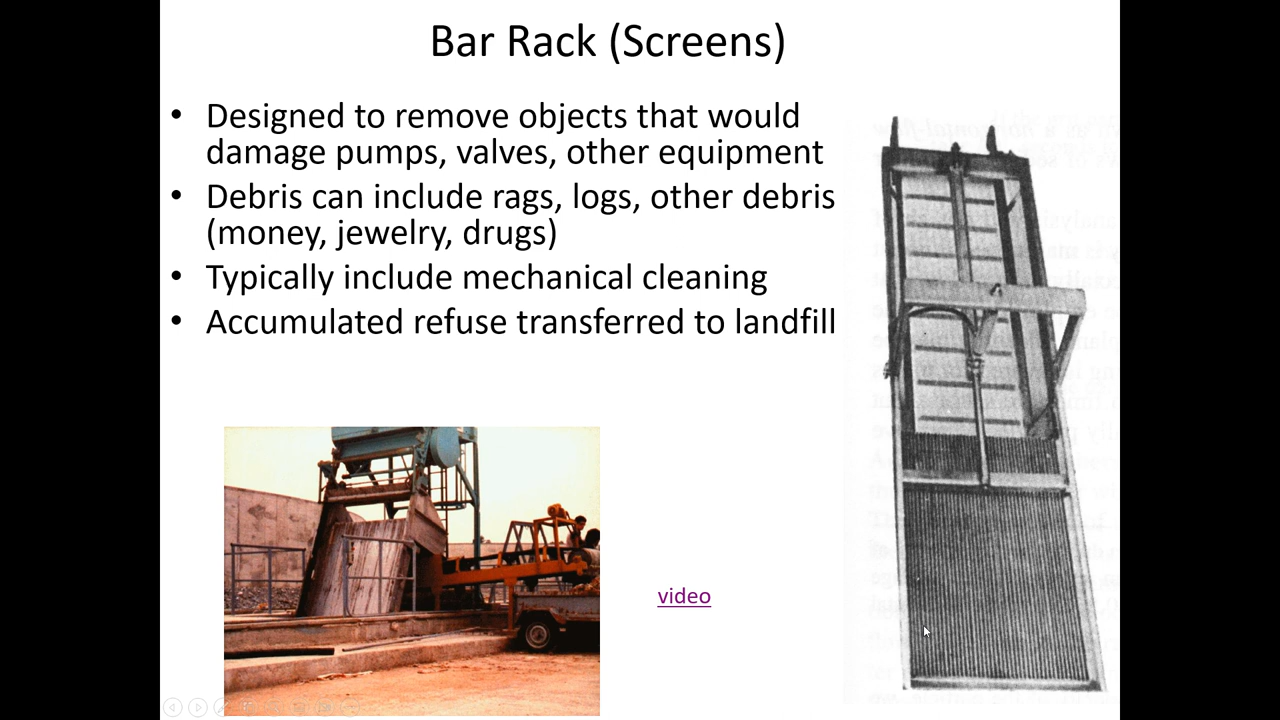 Bar Rack (Screens)
• Designed to remove objects that would
damage pumps, valves, other equipment
• Debris can include rags, logs, other debris
(money, jewelry, drugs)
• Typically include mechanical cleaning
• Accumulated refuse transferred to landfill
video